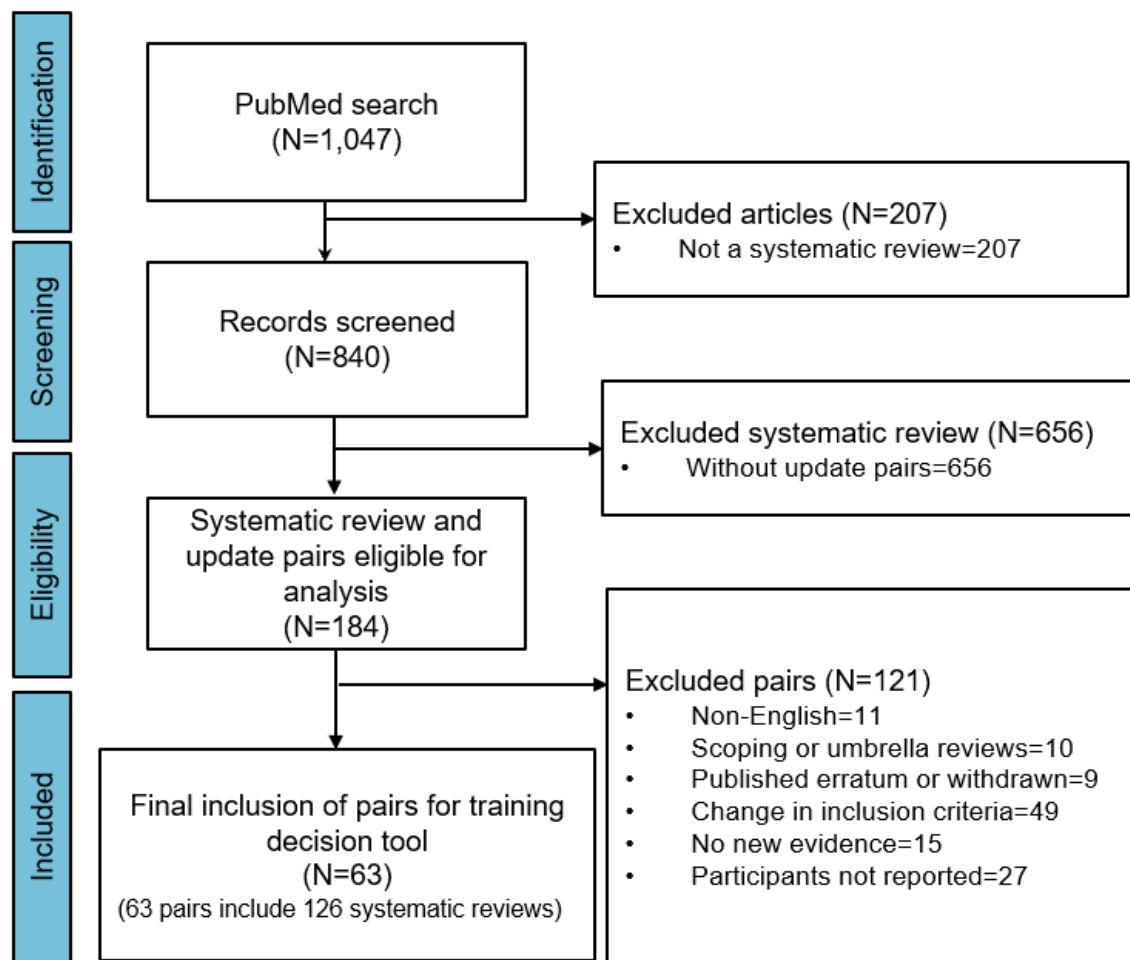 Identification
PubMed search
(N=1,047)
Excluded articles (N=207)
• Not a systematic review=207
Screening
Records screened
(N=840)
Excluded systematic review (N=656)
• Without update pairs=656
Eligibility
Systematic review and
update pairs eligible for
analysis
(N=184)
Excluded pairs (N=121)
• Non-English=11
• Scoping or umbrella reviews=10
• Published erratum or withdrawn=9
• Change in inclusion criteria=49
• No new evidence=15
• Participants not reported=27
Included
Final inclusion of pairs for training
decision tool
(N=63)
(63 pairs include 126 systematic reviews)